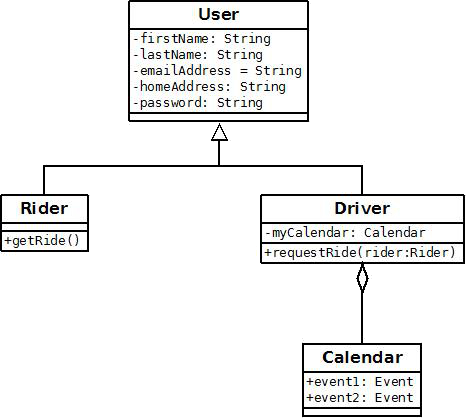 User
-firstName: String
-lastName: String
-emailAddress = String
-homeAddress: String
-password: String
Rider
+getRide()
Driver
-myCalendar: Calendar
+requestRide(rider:Rider)
Calendar
+event1: Event
+event2: Event